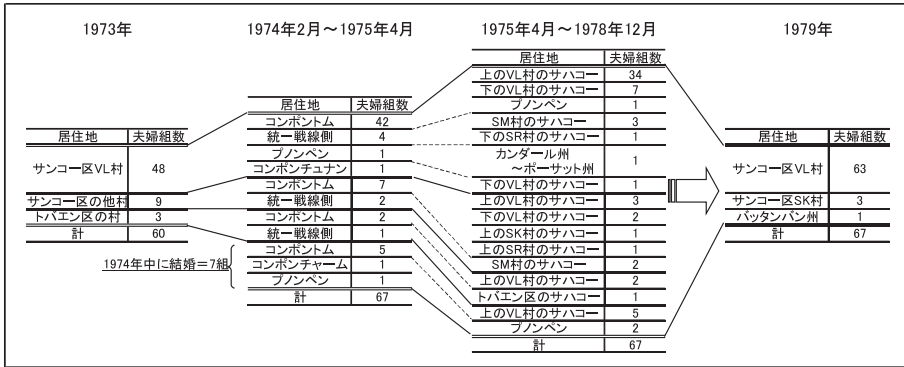 1973年
1974年2月～1975年4月
1975年4月～1978年12月
1979年
居住地 夫婦組数
サンコー区VL村 48
サンコー区の他村 9
トバエン区の村 3
計 60
1974年中に結婚＝7組
居住地 夫婦組数
コンポントム 42
統一戦線側 4
プノンペン 1
コンポンチュナン 1
コンポントム 7
統一戦線側 2
コンポントム 2
統一戦線側 1
コンポントム 5
コンポンチャーム 1
プノンペン 1
計 67
居住地 夫婦組数
上のVL村のサハコー 34
下のVL村のサハコー 7
プノンペン 1
SM村のサハコー 3
下のSR村のサハコー 1
カンダール州
～ポーサット州 1
下のVL村のサハコー 1
上のVL村のサハコー 3
下のVL村のサハコー 2
上のSK村のサハコー 1
上のSR村のサハコー 1
SM村のサハコー 2
上のVL村のサハコー 2
トバエン区のサハコー 1
上のVL村のサハコー 5
プノンペン 2
計 67
居住地 夫婦組数
サンコー区VL村 63
サンコー区SK村 3
バッタンバン州 1
計 67